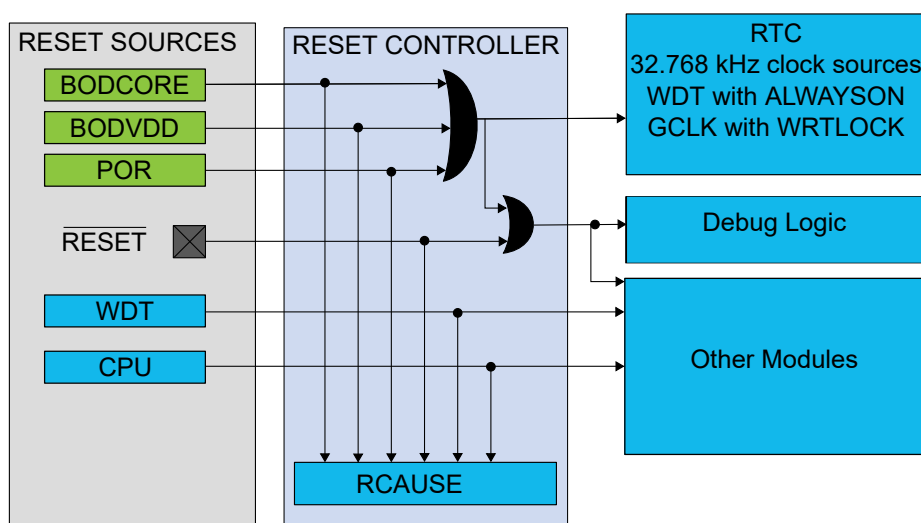 RESET SOURCES
BODCORE
BODVDD
POR
RESET
WDT
CPU
RESET CONTROLLER
RCAUSE
RTC
32.768 kHz clock sources
WDT with ALWAYSON
GCLK with WRTLOCK
Debug Logic
Other Modules